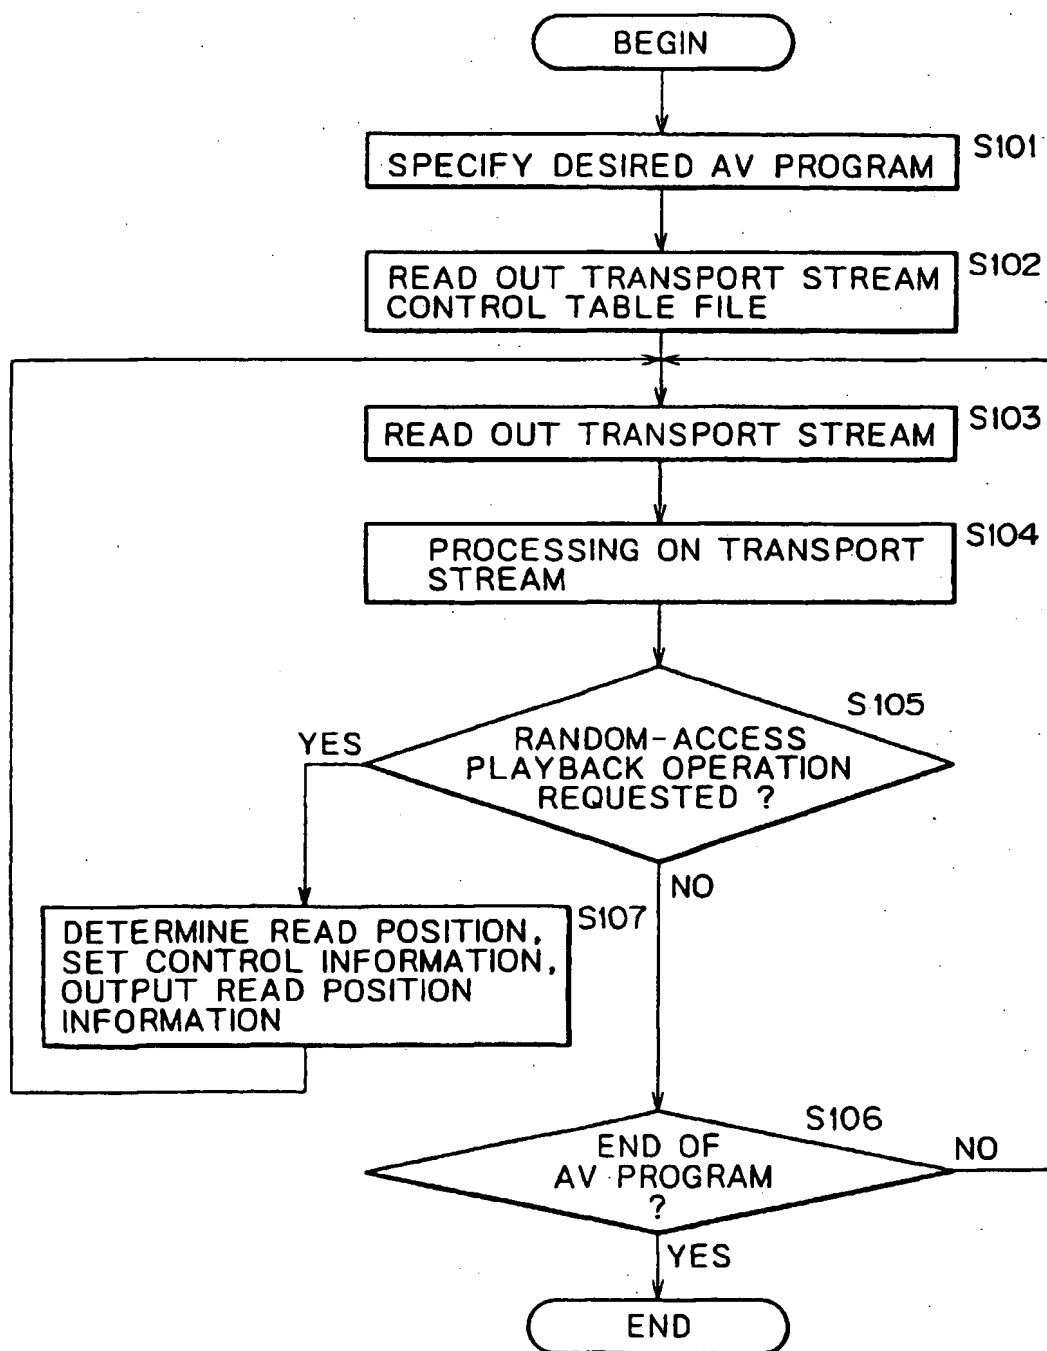 BEGIN
SPECIFY DESIRED AV PROGRAM
S101
READ OUT TRANSPORT STREAM
CONTROL TABLE FILE
S102
READ OUT TRANSPORT STREAM
S103
PROCESSING ON TRANSPORT
STREAM
S104
RANDOM-ACCESS
PLAYBACK OPERATION
REQUESTED ?
S105
YES
NO
DETERMINE READ POSITION,
SET CONTROL INFORMATION,
OUTPUT READ POSITION
INFORMATION
S107
END OF
AV PROGRAM
?
S106
NO
YES
END